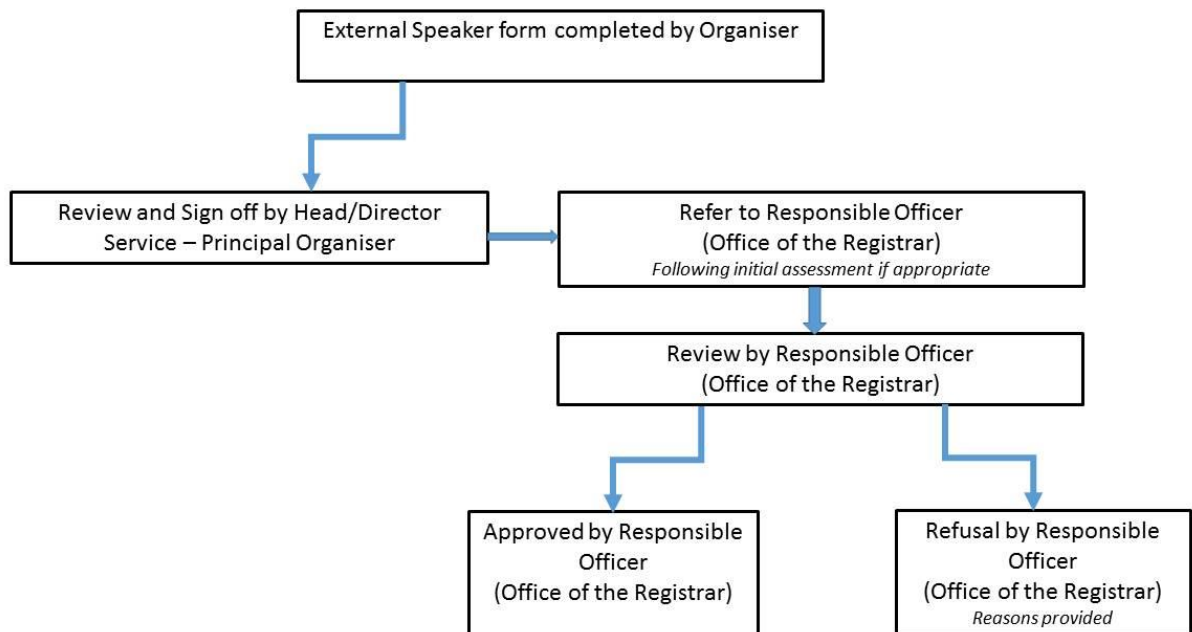 External Speaker form completed by Organiser
Review and Sign off by Head/Director
Service – Principal Organiser
Refer to Responsible Officer
(Office of the Registrar)
Following initial assessment if appropriate
Review by Responsible Officer
(Office of the Registrar)
Approved by Responsible
Officer
(Office of the Registrar)
Refusal by Responsible
Officer
(Office of the Registrar)
Reasons provided